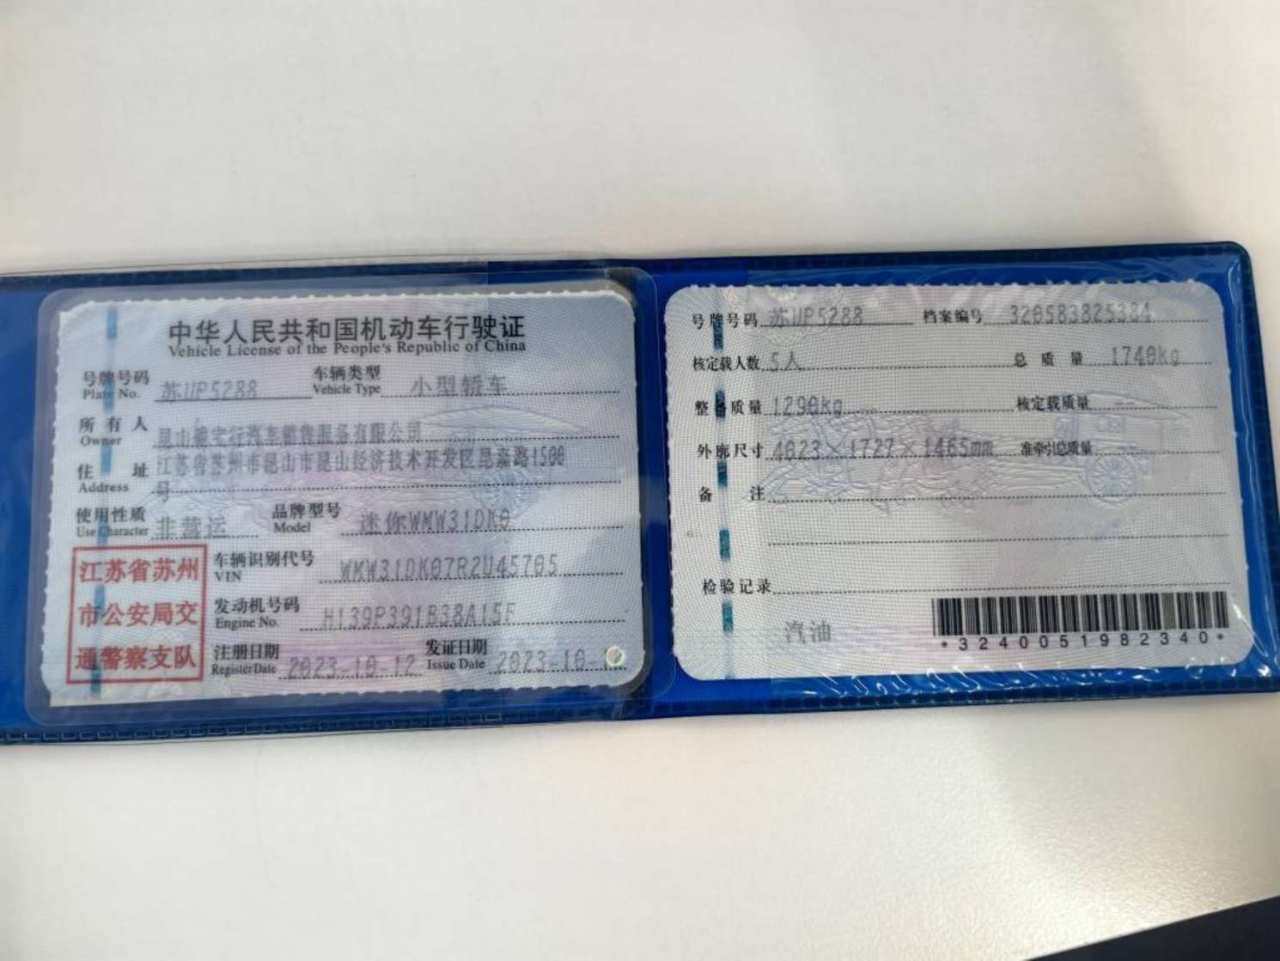 中华人民共和国机动车行驶证
Vehicle License of the People's Republic of China
号牌号码 苏UP5288 车辆类型 小型轿车
Plate No. Vehicle Type
所有人 昆山 行汽车销售服务有限公司
Owner
住址 江苏省苏州市昆山市昆山经济技术开发区昆嘉路1500
Address 号
使用性质 非营运 品牌型号 迷你WMW31DK0
Use Character Model
江苏省苏州
市公安局交
通警察支队
车辆识别代号 WMW31DK07R2U45705
VIN
发动机号码 H139P391B38A15F
Engine No.
注册日期 2023-10-12 发证日期 2023-10-
Register Date Issue Date
号牌号码 苏UP5288 档案编号 320583825384
核定载人数 5人 总质量 1740kg
整备质量 1290kg 核定载质量 --
外廓尺寸 4023×1727×1465mm 准牵引总质量 --
备注
检验记录
汽油
*3240051982340*